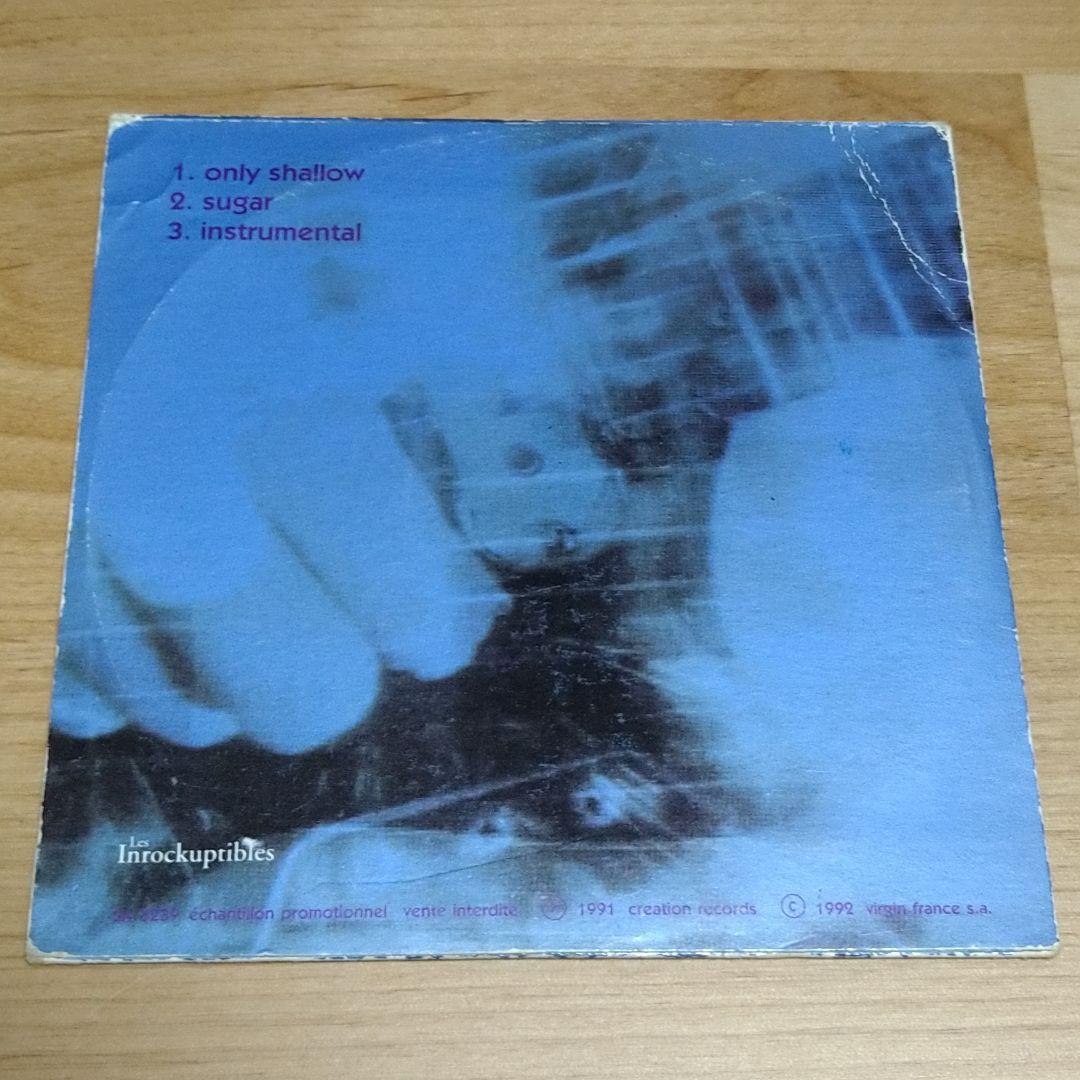 1. only shallow
2. sugar
3. instrumental
Les
Inrockuptibles
échantillon promotionnel vente interdite Ⓟ 1991 creation records © 1992 virgin france s.a.